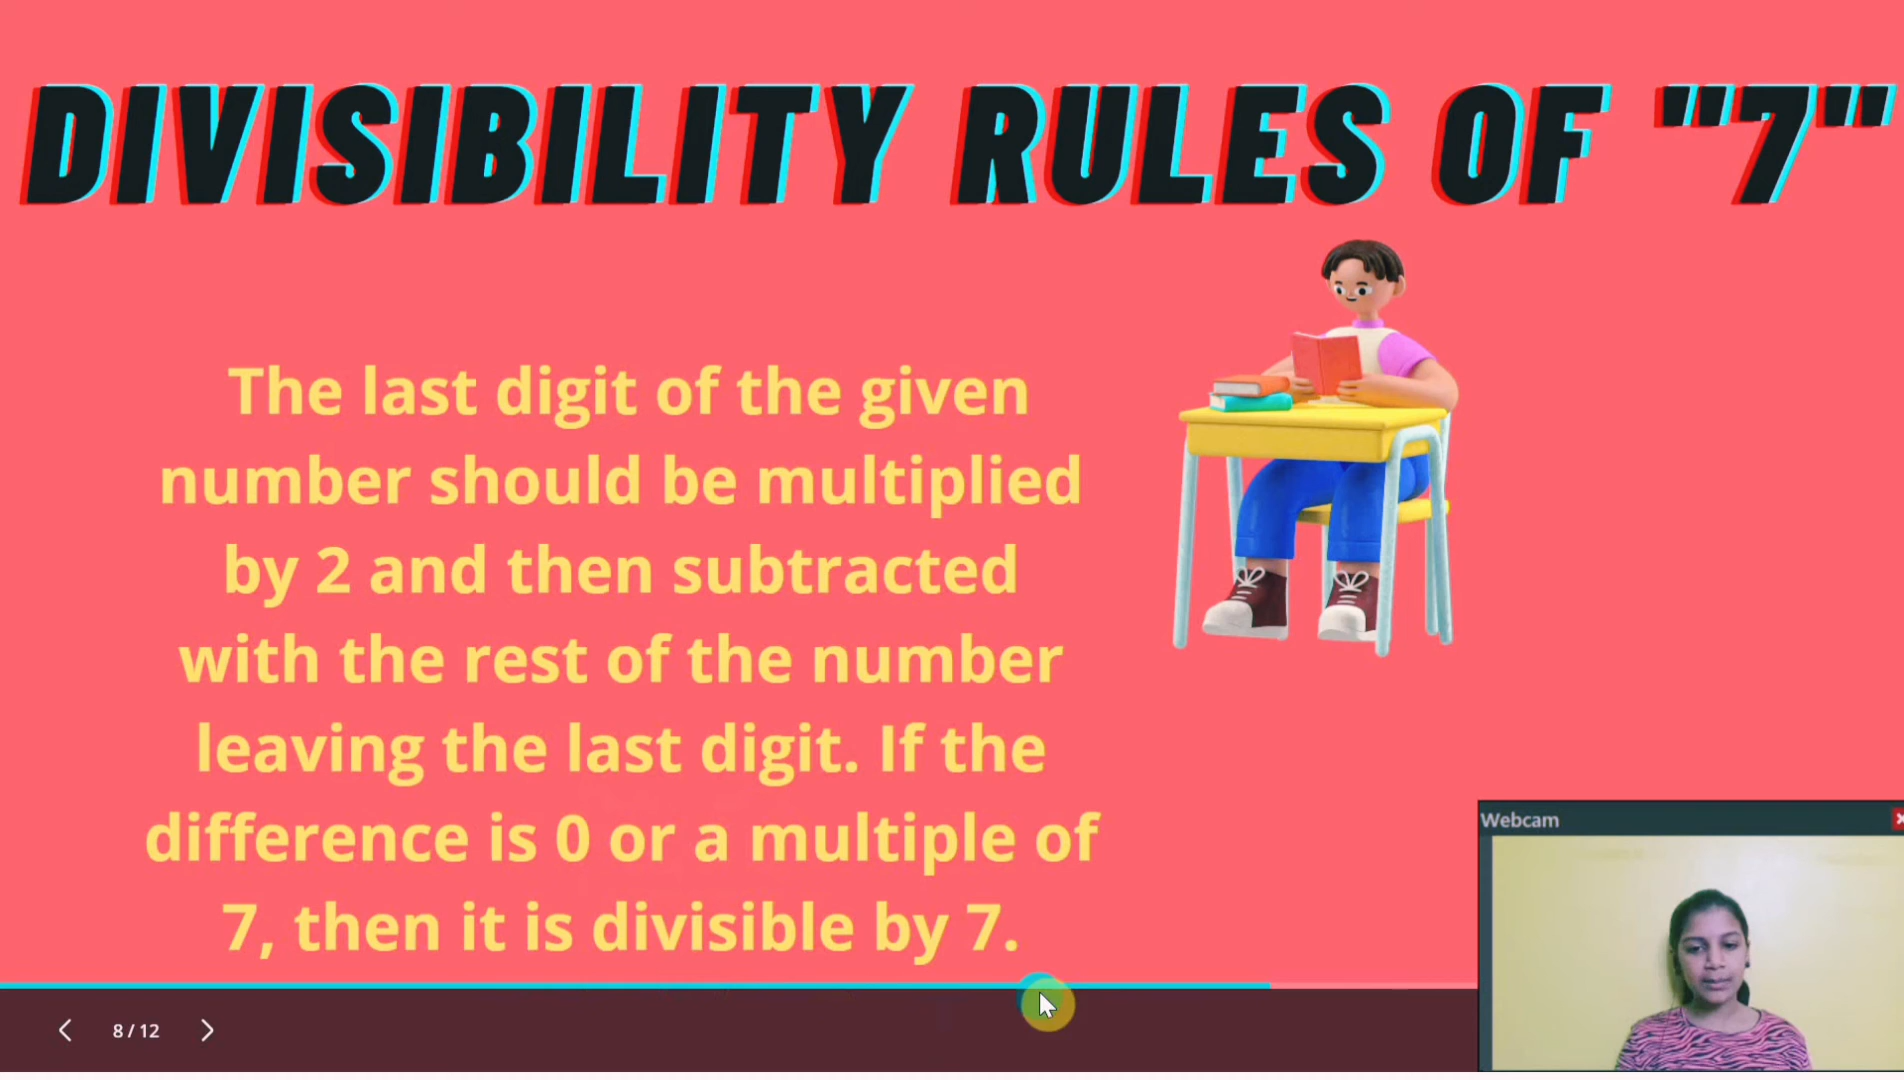 DIVISIBILITY RULES OF "7"
The last digit of the given
number should be multiplied
by 2 and then subtracted
with the rest of the number
leaving the last digit. If the
difference is 0 or a multiple of
7, then it is divisible by 7.
Webcam
8 / 12